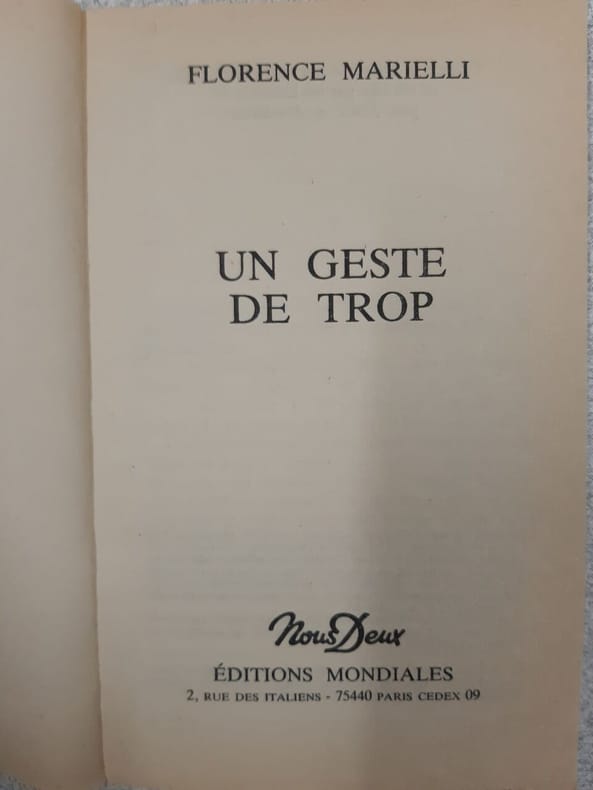 FLORENCE MARIELLI
UN GESTE
DE TROP
Nous Deux
ÉDITIONS MONDIALES
2, RUE DES ITALIENS - 75440 PARIS CEDEX 09